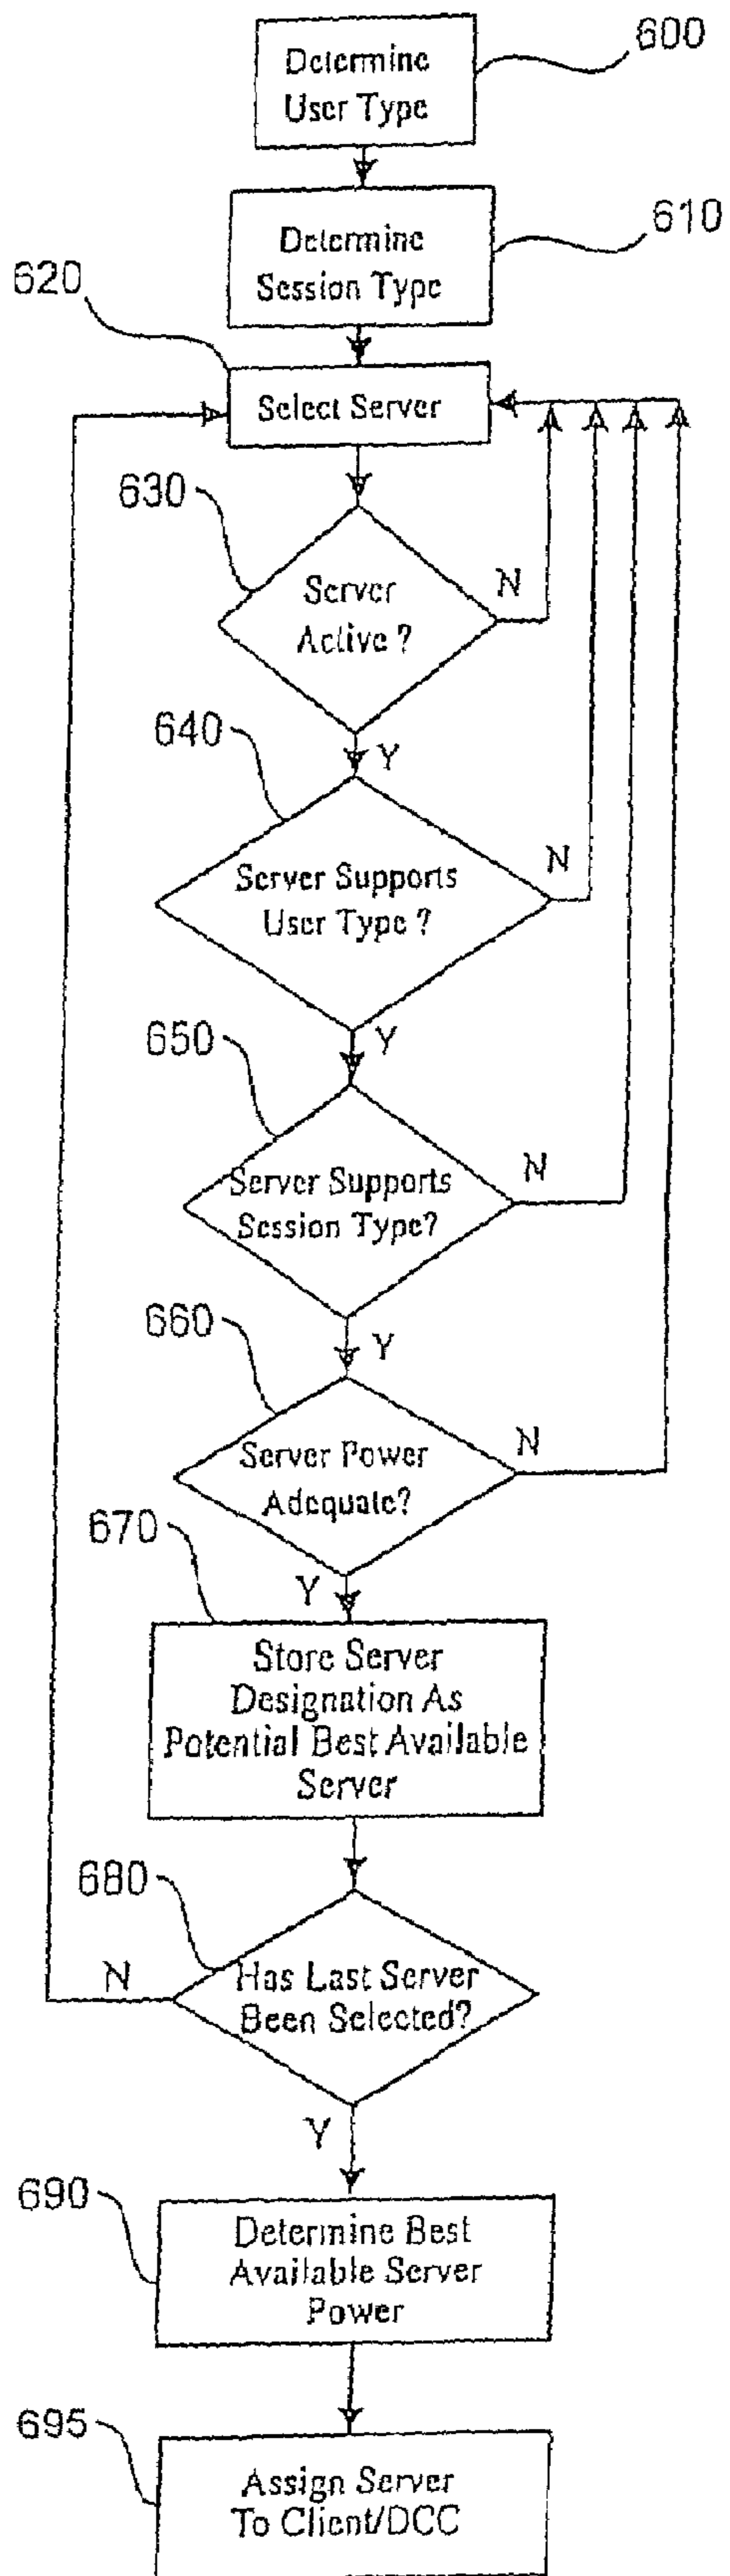 600
Determine
User Type
610
Determine
Session Type
620
Select Server
630
Server
Active ?
N
Y
640
Server Supports
User Type ?
N
Y
650
Server Supports
Session Type?
N
Y
660
Server Power
Adequate?
N
Y
670
Store Server
Designation As
Potential Best Available
Server
680
Has Last Server
Been Selected?
N
Y
690
Determine Best
Available Server
Power
695
Assign Server
To Client/DCC